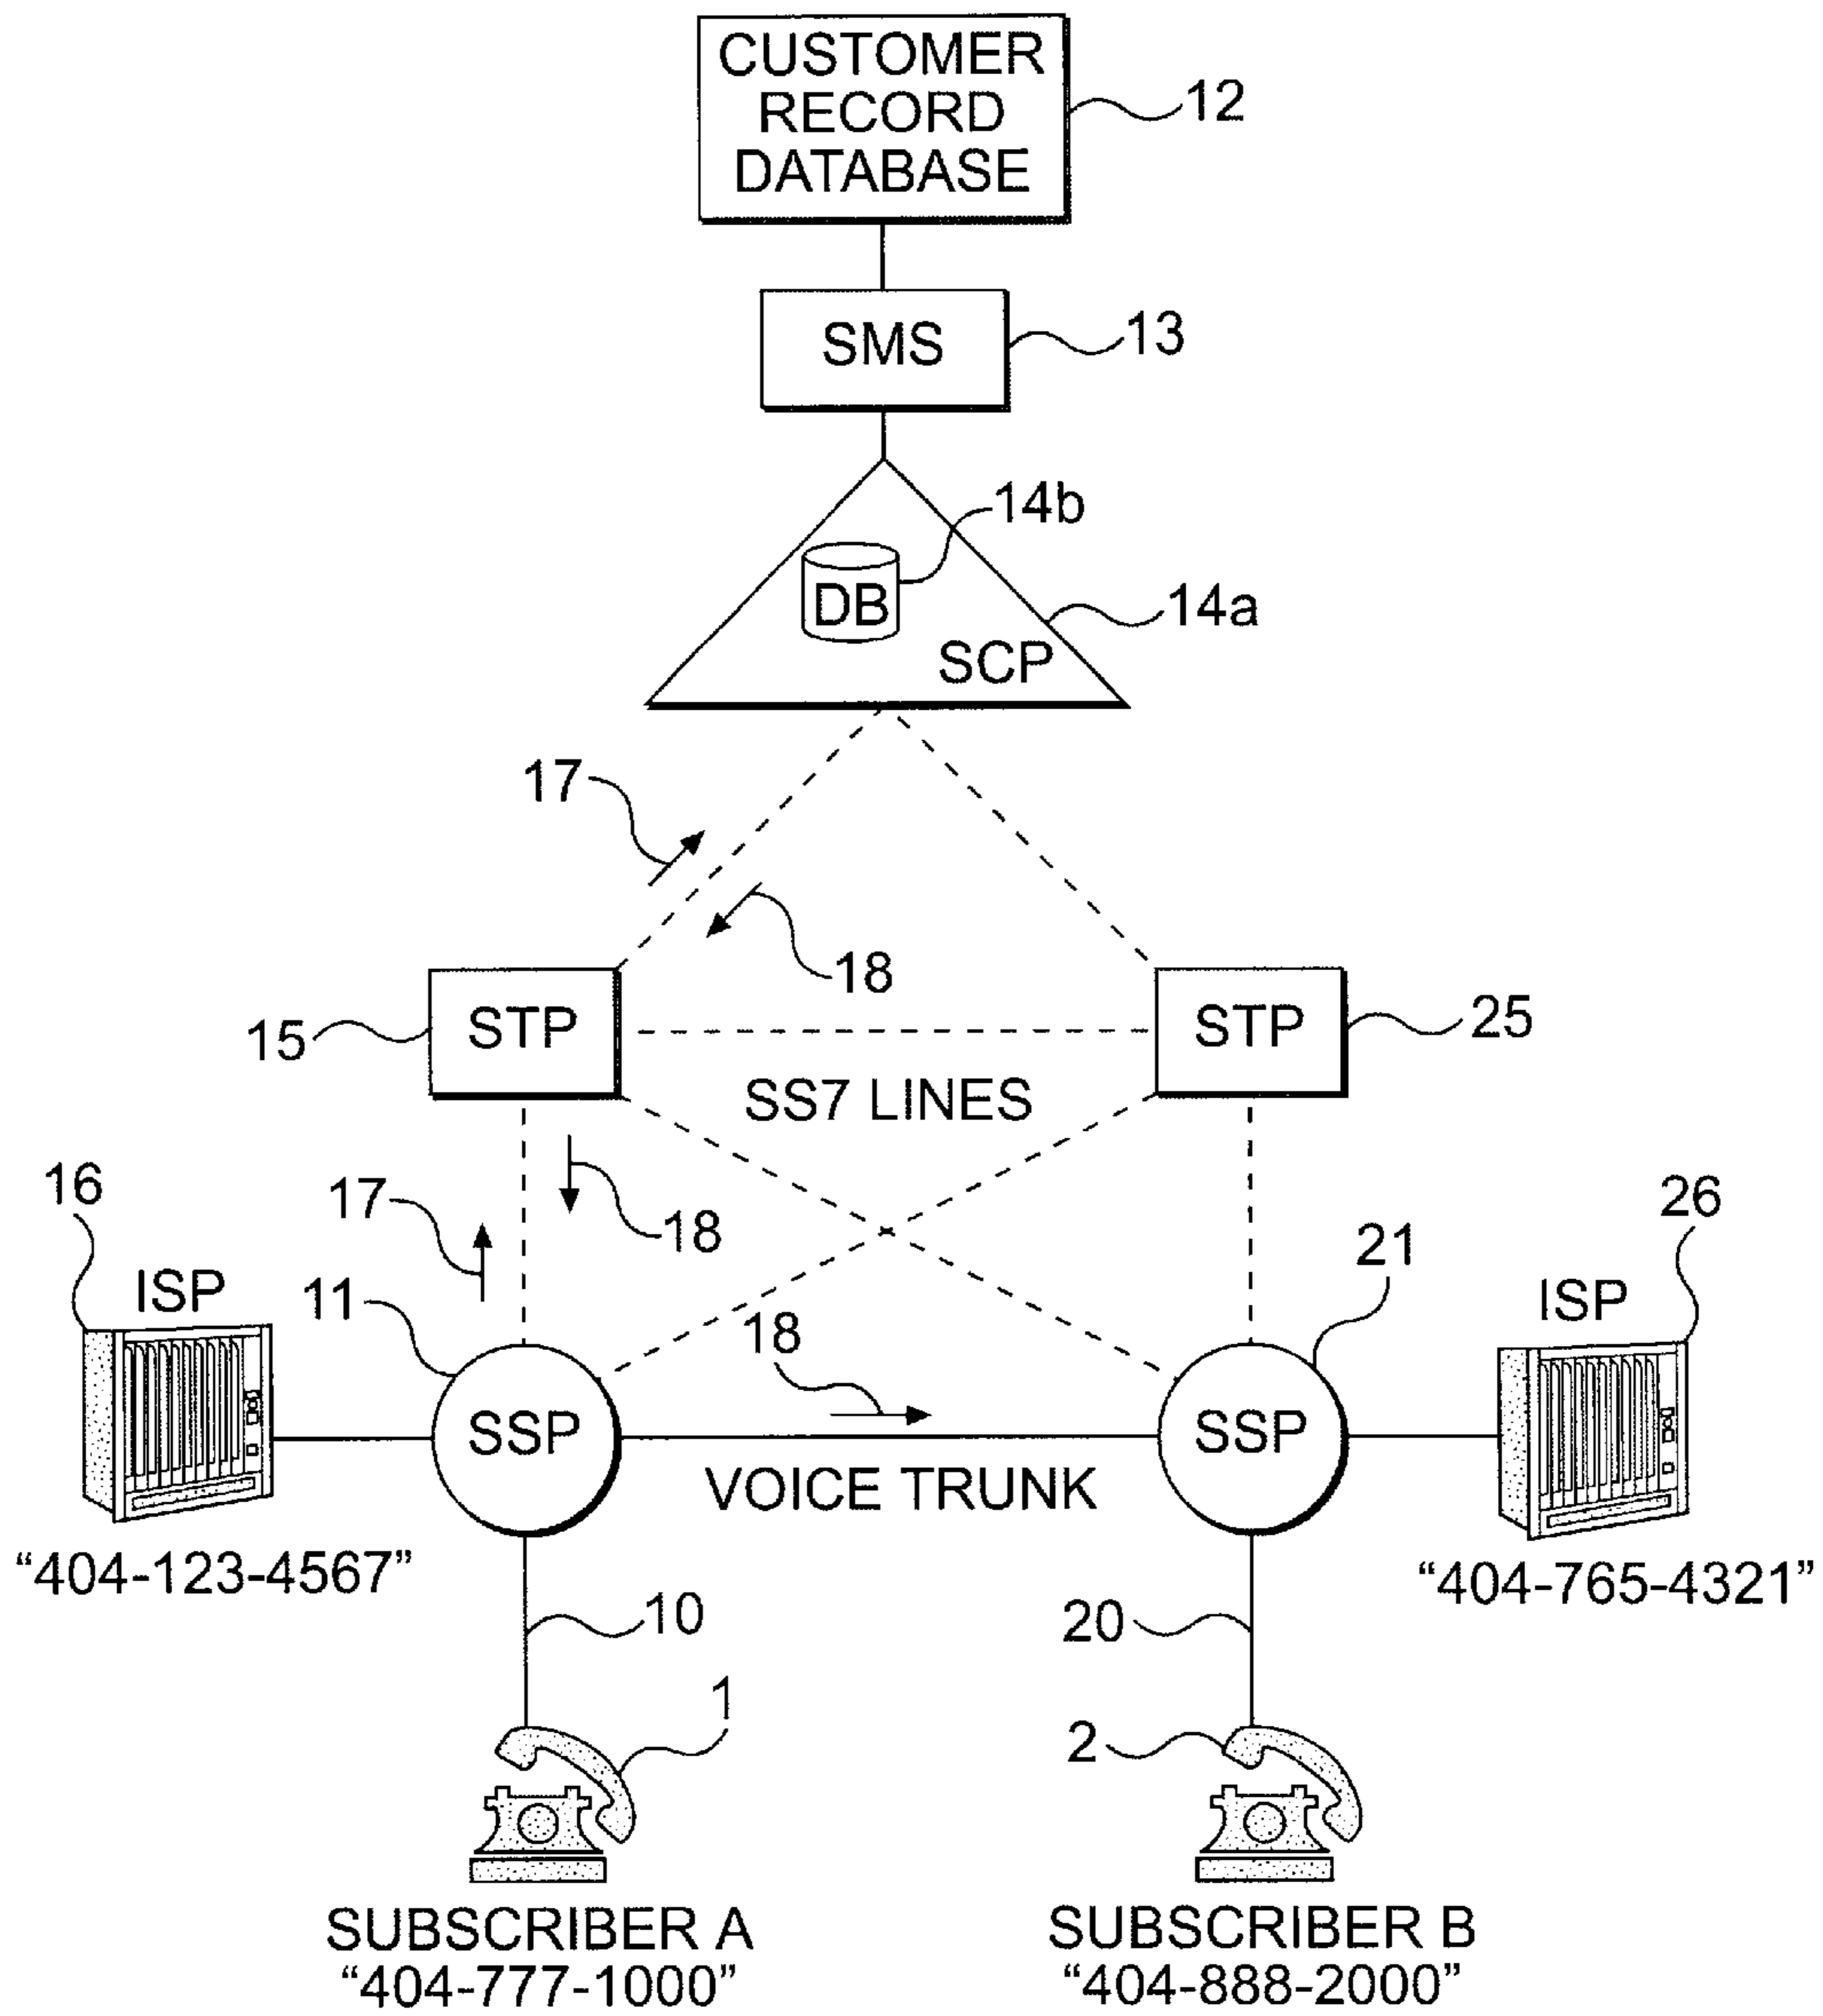 CUSTOMER
RECORD
DATABASE
12
SMS
13
14b
DB
14a
SCP
17
18
15
STP
STP
25
SS7 LINES
16
17
18
26
21
ISP
11
ISP
18
SSP
SSP
VOICE TRUNK
“404-123-4567”
“404-765-4321”
10
20
1
2
SUBSCRIBER A
“404-777-1000”
SUBSCRIBER B
“404-888-2000”